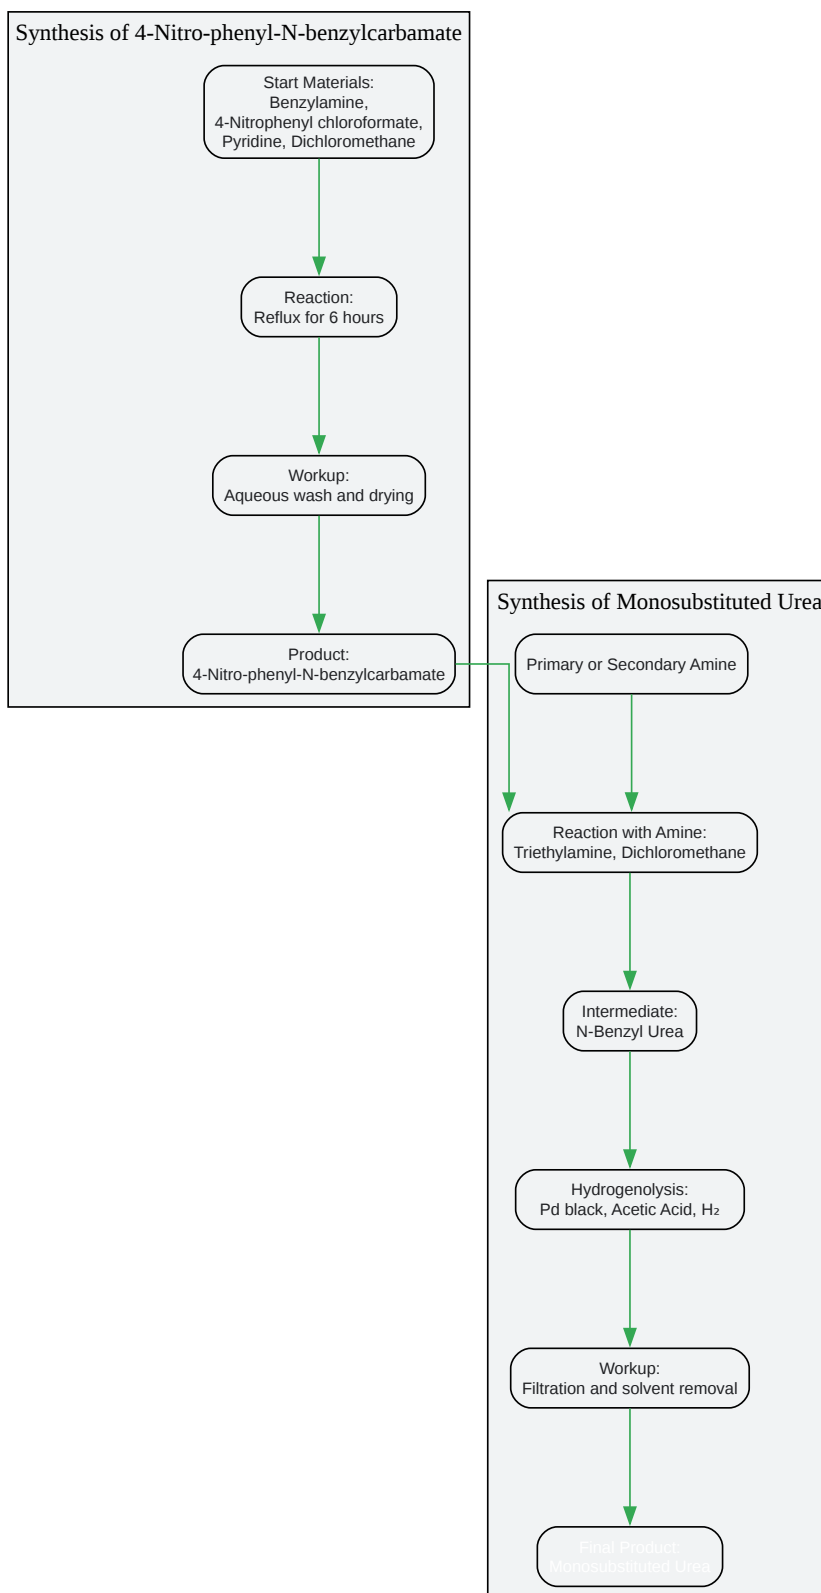 Synthesis of 4-Nitro-phenyl-N-benzylcarbamate
Start Materials:
Benzylamine,
4-Nitrophenyl chloroformate,
Pyridine, Dichloromethane
Reaction:
Reflux for 6 hours
Workup:
Aqueous wash and drying
Product:
4-Nitro-phenyl-N-benzylcarbamate
Synthesis of Monosubstituted Urea
Primary or Secondary Amine
Reaction with Amine:
Triethylamine, Dichloromethane
Intermediate:
N-Benzyl Urea
Hydrogenolysis:
Pd black, Acetic Acid, H₂
Workup:
Filtration and solvent removal
Final Product:
Monosubstituted Urea